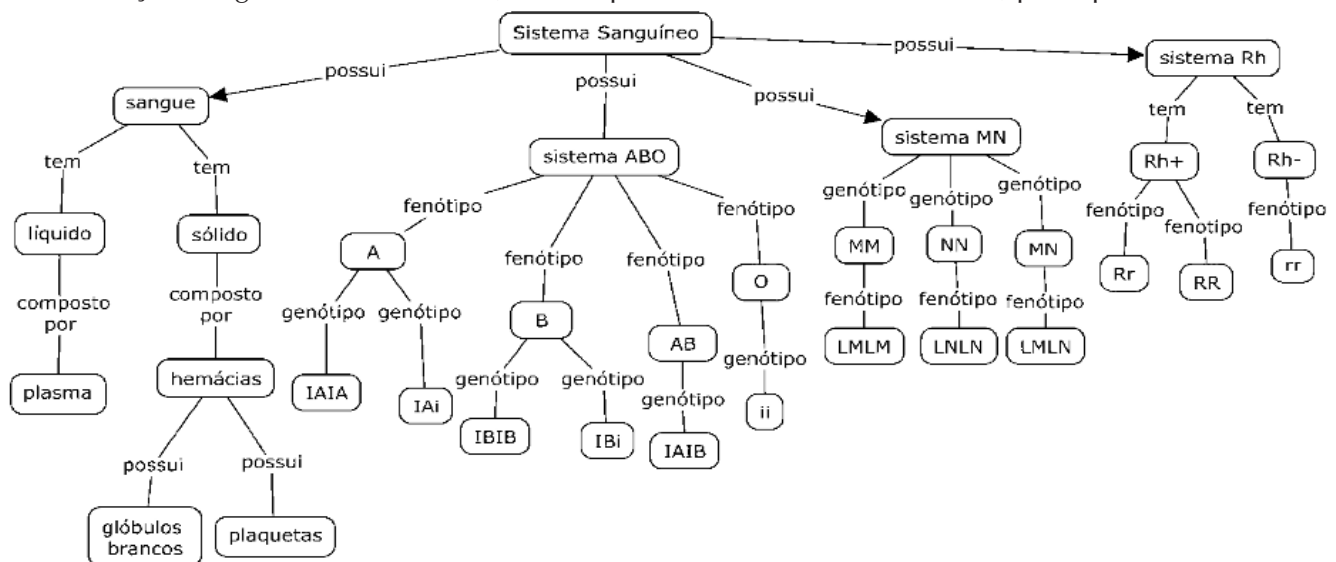 Sistema Sanguíneo
possui
possui
possui
possui
sangue
sistema ABO
sistema MN
sistema Rh
tem
tem
líquido
sólido
composto
por
composto
por
plasma
hemácias
possui
possui
glóbulos
brancos
plaquetas
fenótipo
fenótipo
fenótipo
fenótipo
A
B
AB
O
genótipo
genótipo
IAIA
IAi
genótipo
genótipo
IBIB
IBi
genótipo
IAIB
genótipo
ii
genótipo
genótipo
genótipo
MM
NN
MN
fenótipo
fenótipo
fenótipo
LMLM
LNLN
LMLN
tem
tem
Rh+
Rh-
fenótipo
fenótipo
fenótipo
Rr
RR
rr